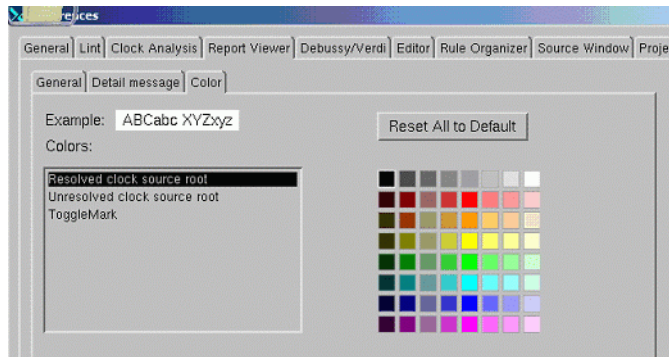 General Lint Clock Analysis Report Viewer Debussy/Verdi Editor Rule Organizer Source Window
General Detail message Color
Example: ABCabc XYZxyz
Reset All to Default
Colors:
Resolved clock source root
Unresolved clock source root
ToggleMark